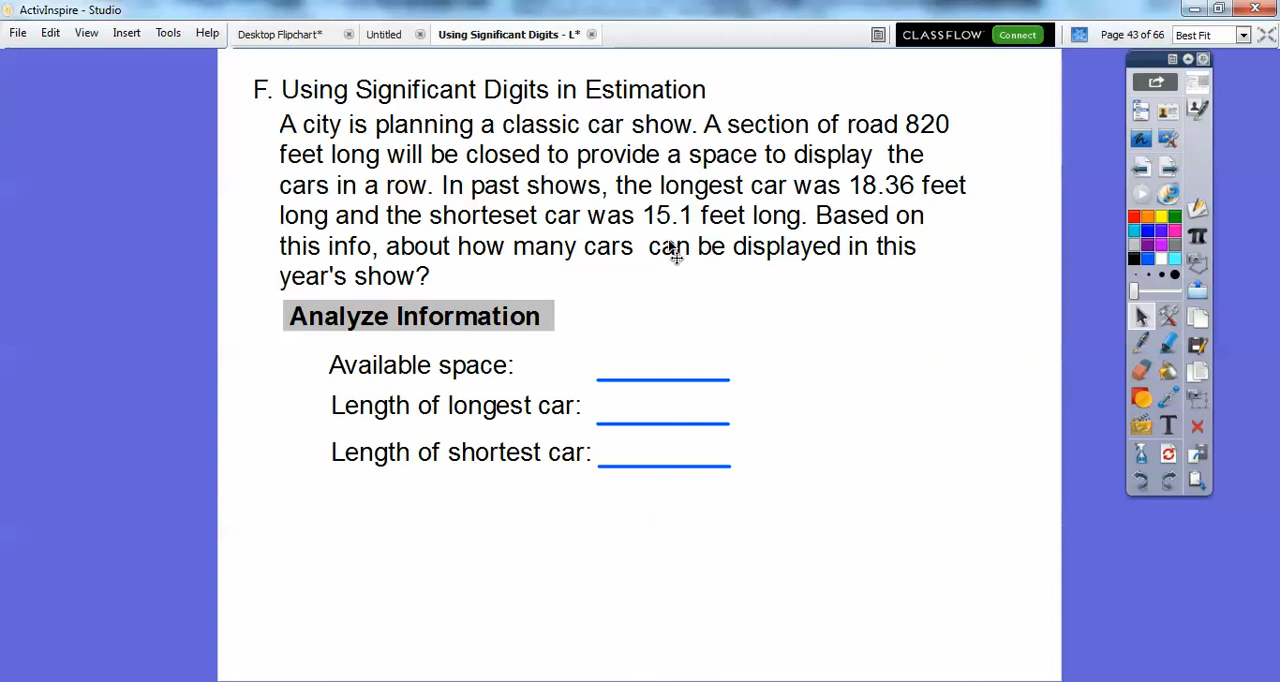 ActivInspire - Studio
File Edit View Insert Tools Help Desktop Flipchart* Untitled Using Significant Digits - L* CLASSFLOW Connect Page 43 of 66 Best Fit
F. Using Significant Digits in Estimation
A city is planning a classic car show. A section of road 820
feet long will be closed to provide a space to display the
cars in a row. In past shows, the longest car was 18.36 feet
long and the shorteset car was 15.1 feet long. Based on
this info, about how many cars can be displayed in this
year's show?
Analyze Information
Available space:
Length of longest car:
Length of shortest car: